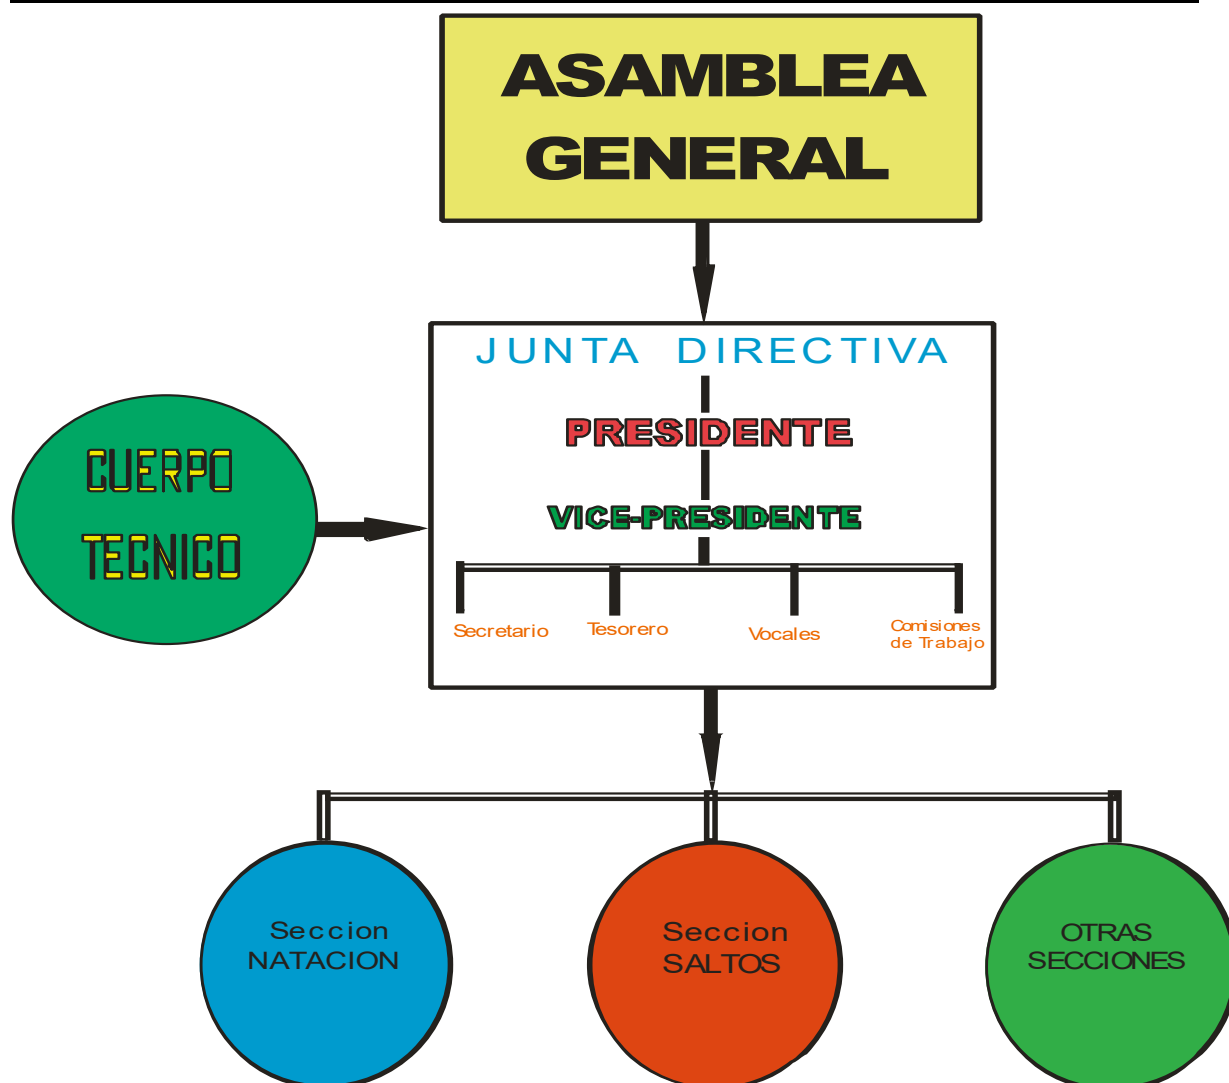 ASAMBLEA
GENERAL
JUNTA DIRECTIVA
PRESIDENTE
CUERPO
TECNICO
VICE-PRESIDENTE
Secretario
Tesorero
Vocales
Comisiones
de Trabajo
Seccion
NATACION
Seccion
SALTOS
OTRAS
SECCIONES